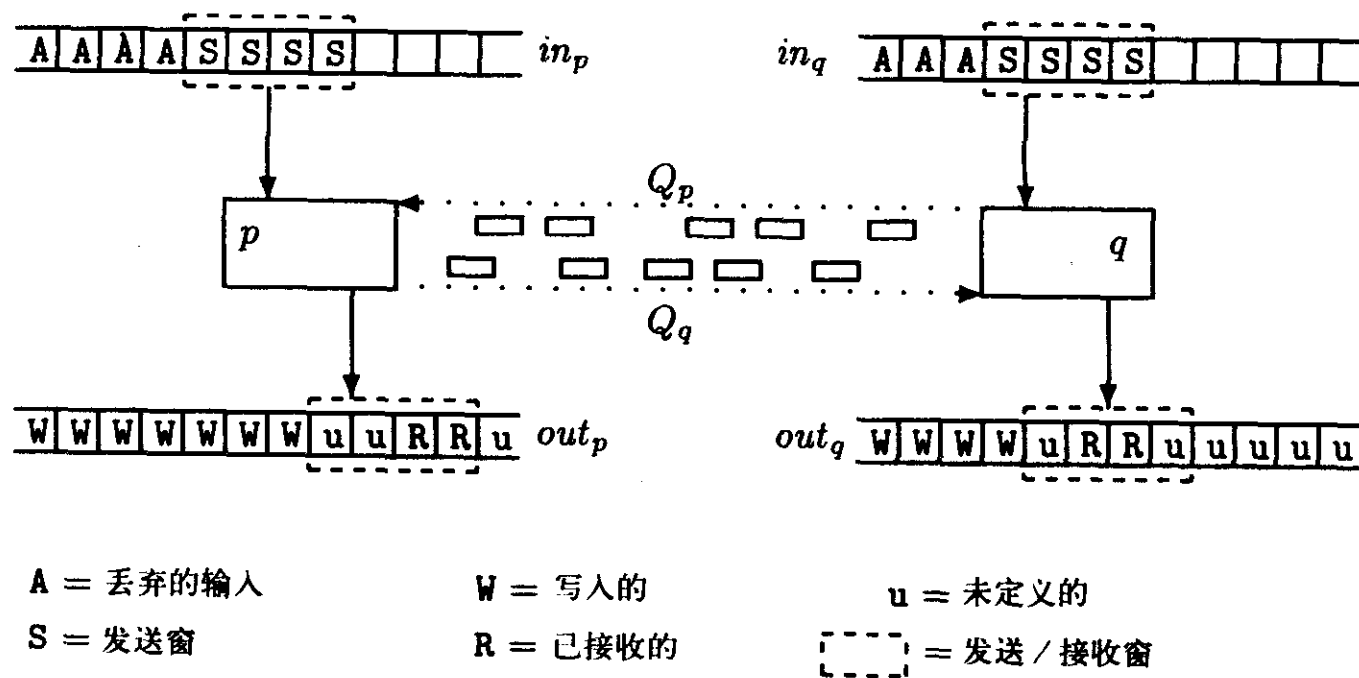 A A A A S S S S in_p
in_q A A A S S S S
Q_p
p
q
Q_q
W W W W W W W u u R R u out_p
out_q W W W W u R R u u u u u
A = 丢弃的输入 W = 写入的 u = 未定义的
S = 发送窗 R = 已接收的 = 发送 / 接收窗